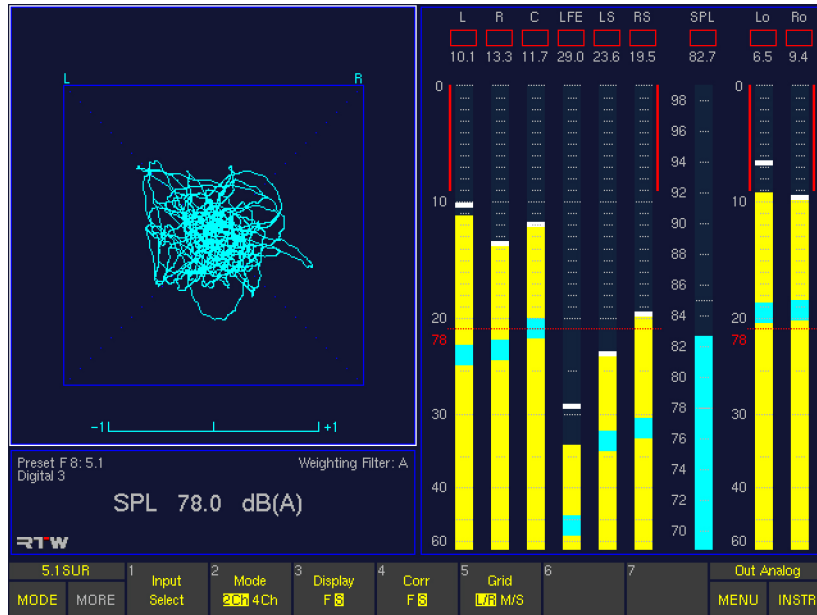 L R
-1 +1
Preset F 8: 5.1 Weighting Filter: A
Digital 3
SPL 78.0 dB(A)
RTW
L R C LFE LS RS SPL Lo Ro
10.1 13.3 11.7 29.0 23.6 19.5 82.7 6.5 9.4
0 98 0
96
94
92
10 90 10
88
86
20 84 20
78 82 78
80
30 78 30
76
74
40 72 40
70
60 60
5.1SUR 1 Input 2 Mode 3 Display 4 Corr 5 Grid 6 7 Out Analog
MODE MORE Select 2Ch 4Ch F S F S L/R M/S MENU INSTR